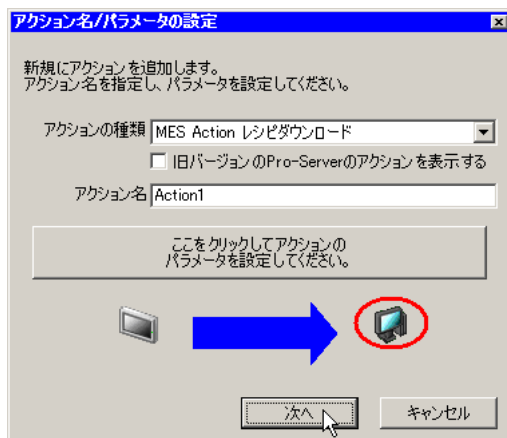 アクション名/パラメータの設定
新規にアクションを追加します。
アクション名を指定し、パラメータを設定してください。
アクションの種類 MES Action レシピダウンロード
旧バージョンのPro-Serverのアクションを表示する
アクション名 Action1
ここをクリックしてアクションの
パラメータを設定してください。
次へ キャンセル